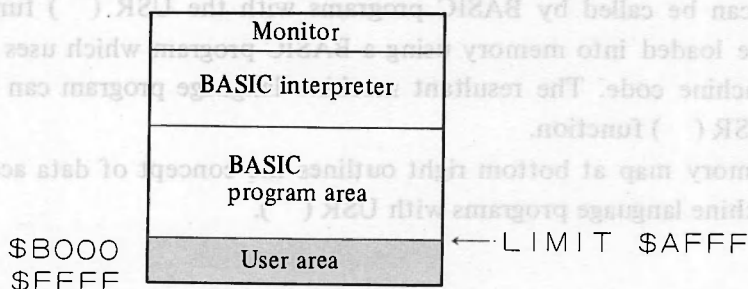 Monitor
BASIC interpreter
BASIC
program area
$B000
←LIMIT $AFFF
User area
$FFFF